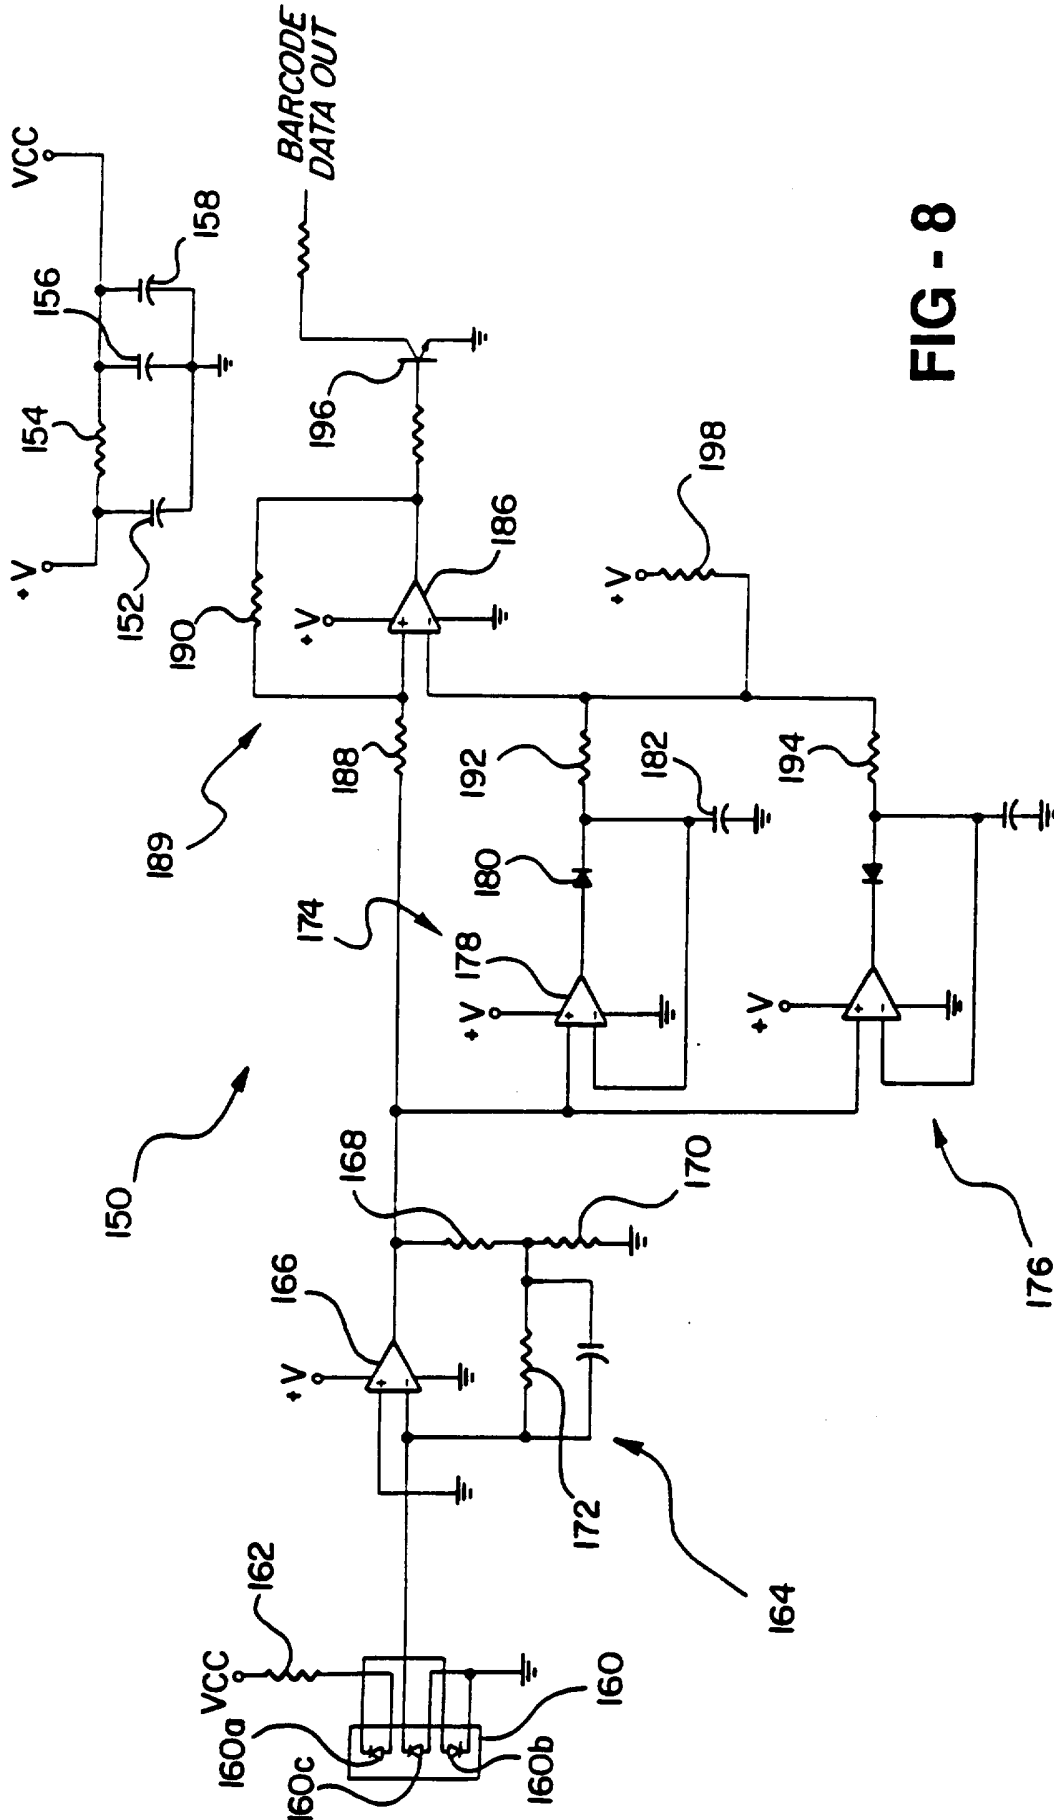 +V
154
156
VCC
152
158
BARCODE
DATA OUT
190
196
189
+V
186
188
150
174
+V
198
192
182
180
178
+V
194
+V
176
168
170
166
+V
172
164
162
VCC
160a
160c
160b
160
+
-
+
-
+
-
+
-
FIG - 8